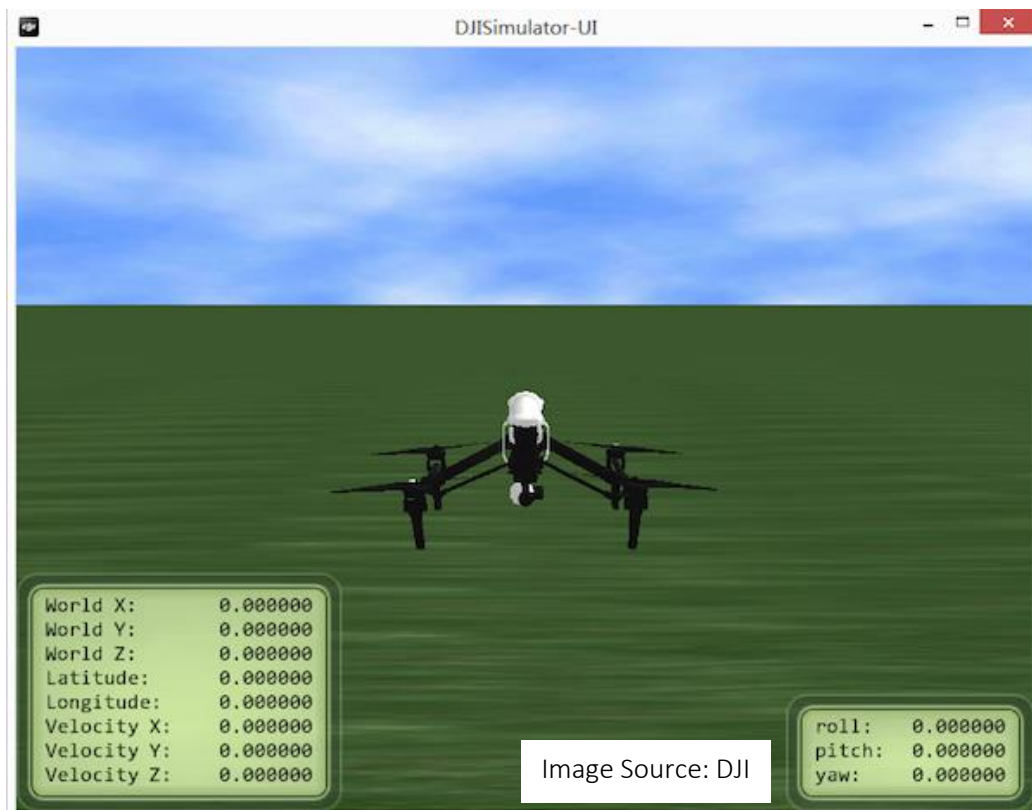 DJISimulator-UI
World X: 0.000000
World Y: 0.000000
World Z: 0.000000
Latitude: 0.000000
Longitude: 0.000000
Velocity X: 0.000000
Velocity Y: 0.000000
Velocity Z: 0.000000
Image Source: DJI
roll: 0.000000
pitch: 0.000000
yaw: 0.000000